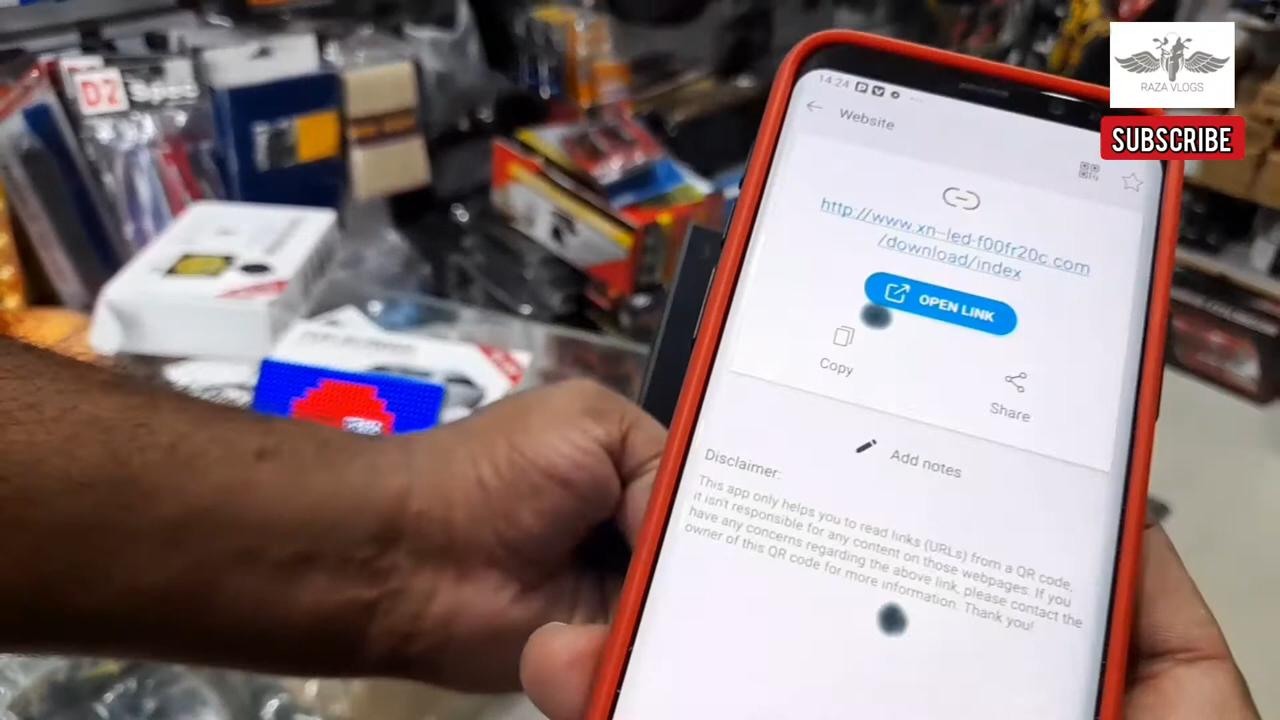 RAZA VLOGS
SUBSCRIBE
14:24
Website
http://www.xn--led-f00fr20c.com
/download/index
OPEN LINK
Copy
Share
Add notes
Disclaimer:
This app only helps you to read links (URLs) from a QR code,
it isn't responsible for any content on those webpages. If you
have any concerns regarding the above link, please contact the
owner of this QR code for more information. Thank you!
D2 Spec